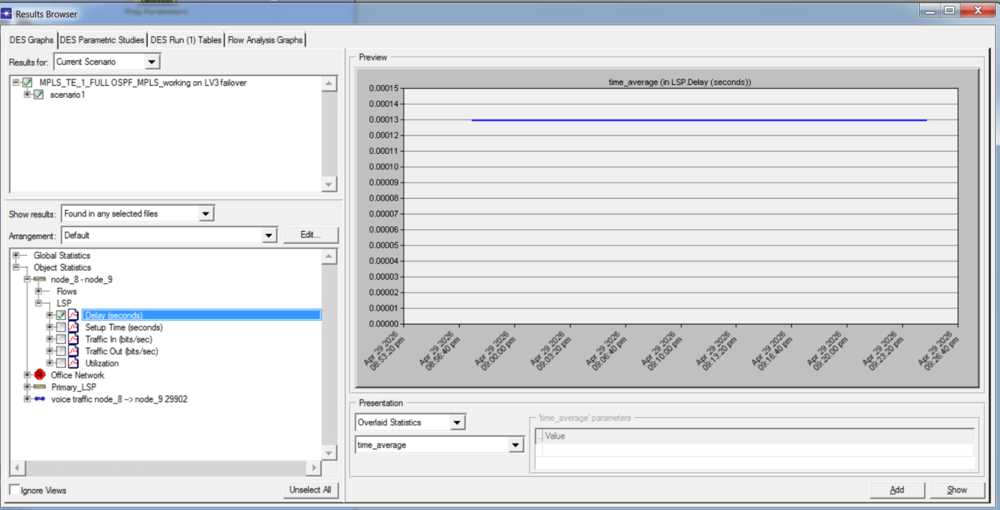 Results Browser
DES Graphs
DES Parametric Studies
DES Run (1) Tables
Flow Analysis Graphs
Results for:
Current Scenario
MPLS_TE_1_FULL OSPF_MPLS_working on LV3 failover
scenario1
Show results:
Found in any selected files
Arrangement:
Default
Edit...
Global Statistics
Object Statistics
node_8 - node_9
Flows
LSP
Delay (seconds)
Setup Time (seconds)
Traffic In (bits/sec)
Traffic Out (bits/sec)
Utilization
Office Network
Primary_LSP
voice traffic node_8 --> node_9 29902
Ignore Views
Unselect All
Preview
time_average (in LSP.Delay (seconds))
0.00015
0.00014
0.00013
0.00012
0.00011
0.00010
0.00009
0.00008
0.00007
0.00006
0.00005
0.00004
0.00003
0.00002
0.00001
0.00000
Apr 29 2026
08:53:20 pm
Apr 29 2026
08:56:40 pm
Apr 29 2026
09:00:00 pm
Apr 29 2026
09:03:20 pm
Apr 29 2026
09:06:40 pm
Apr 29 2026
09:10:00 pm
Apr 29 2026
09:13:20 pm
Apr 29 2026
09:16:40 pm
Apr 29 2026
09:20:00 pm
Apr 29 2026
09:23:20 pm
Apr 29 2026
09:26:40 pm
Presentation
Overlaid Statistics
time_average
'time_average' parameters
..
Value
Add
Show